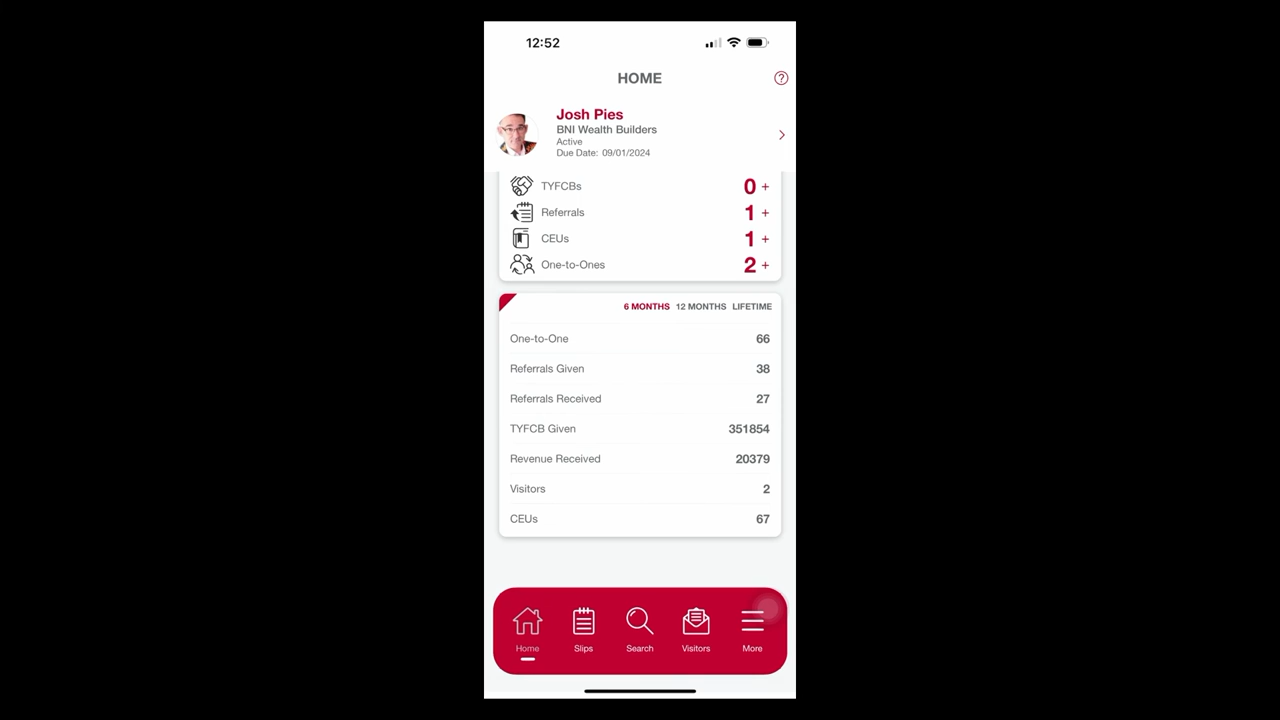 12:52
HOME
?
Josh Pies
BNI Wealth Builders
Active
Due Date: 09/01/2024
TYFCBs 0 +
Referrals 1 +
CEUs 1 +
One-to-Ones 2 +
6 MONTHS 12 MONTHS LIFETIME
One-to-One 66
Referrals Given 38
Referrals Received 27
TYFCB Given 351854
Revenue Received 20379
Visitors 2
CEUs 67
Home Slips Search Visitors More